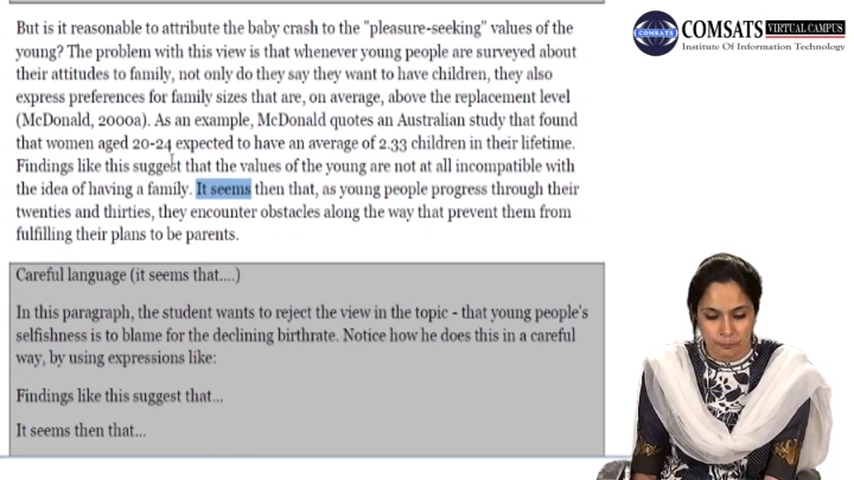 But is it reasonable to attribute the baby crash to the "pleasure-seeking" values of the
young? The problem with this view is that whenever young people are surveyed about
their attitudes to family, not only do they say they want to have children, they also
express preferences for family sizes that are, on average, above the replacement level
(McDonald, 2000a). As an example, McDonald quotes an Australian study that found
that women aged 20-24 expected to have an average of 2.33 children in their lifetime.
Findings like this suggest that the values of the young are not at all incompatible with
the idea of having a family. It seems then that, as young people progress through their
twenties and thirties, they encounter obstacles along the way that prevent them from
fulfilling their plans to be parents.
Careful language (it seems that....)
In this paragraph, the student wants to reject the view in the topic - that young people's
selfishness is to blame for the declining birthrate. Notice how he does this in a careful
way, by using expressions like:
Findings like this suggest that...
It seems then that...
COMSATS
COMSATS VIRTUAL CAMPUS
Institute Of Information Technology